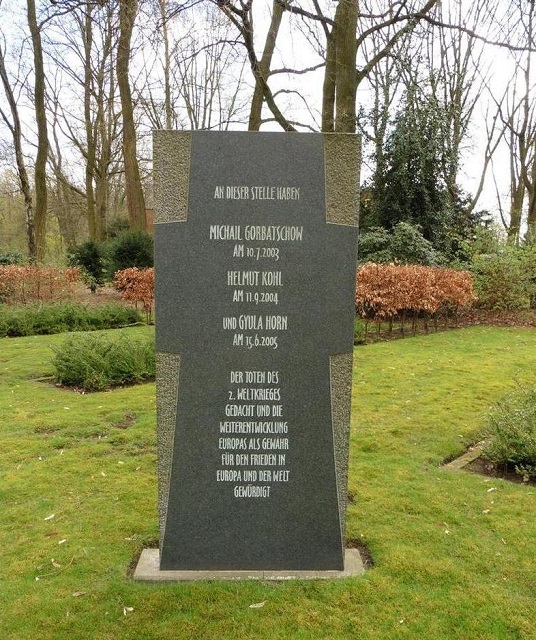 AN DIESER STELLE HABEN
MICHAIL GORBATSCHOW
AM 10.7.2003
HELMUT KOHL
AM 11.9.2004
UND GYULA HORN
AM 15.6.2005
DER TOTEN DES
2. WELTKRIEGES
GEDACHT UND DIE
WEITERENTWICKLUNG
EUROPAS ALS GEWÄHR
FÜR DEN FRIEDEN IN
EUROPA UND DER WELT
GEWÜRDIGT